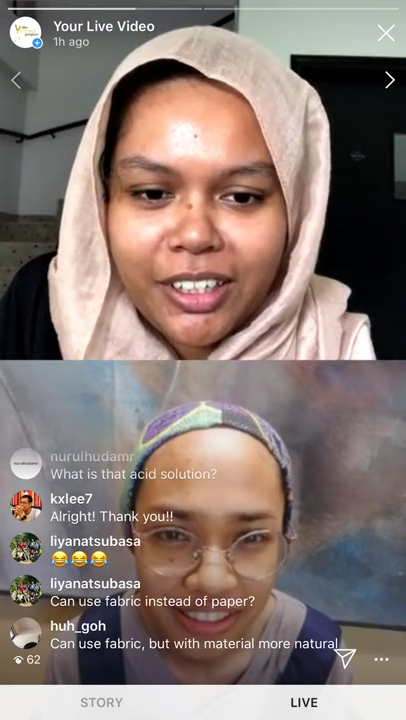 Your Live Video
1h ago
nurulhudamr
What is that acid solution?
kxlee7
Alright! Thank you!!
liyanatsubasa
😂😂😂
liyanatsubasa
Can use fabric instead of paper?
huh_goh
Can use fabric, but with material more natural
62
STORY
LIVE